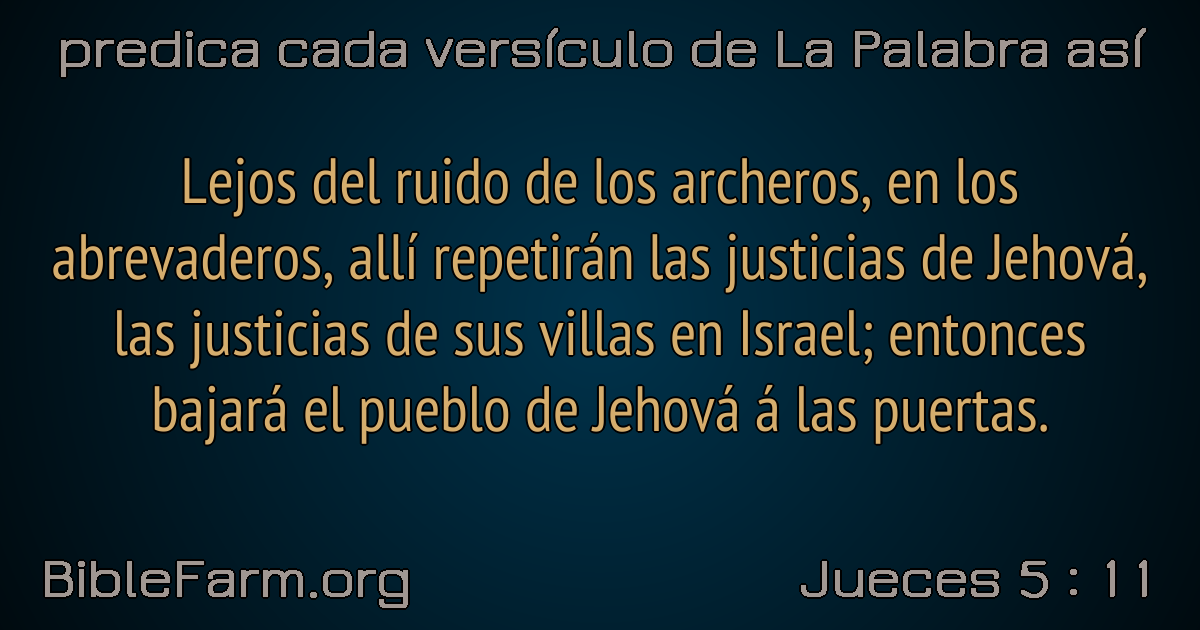 predica cada versículo de La Palabra así
Lejos del ruido de los archeros, en los
abrevaderos, allí repetirán las justicias de Jehová,
las justicias de sus villas en Israel; entonces
bajará el pueblo de Jehová á las puertas.
BibleFarm.org
Jueces 5 : 11